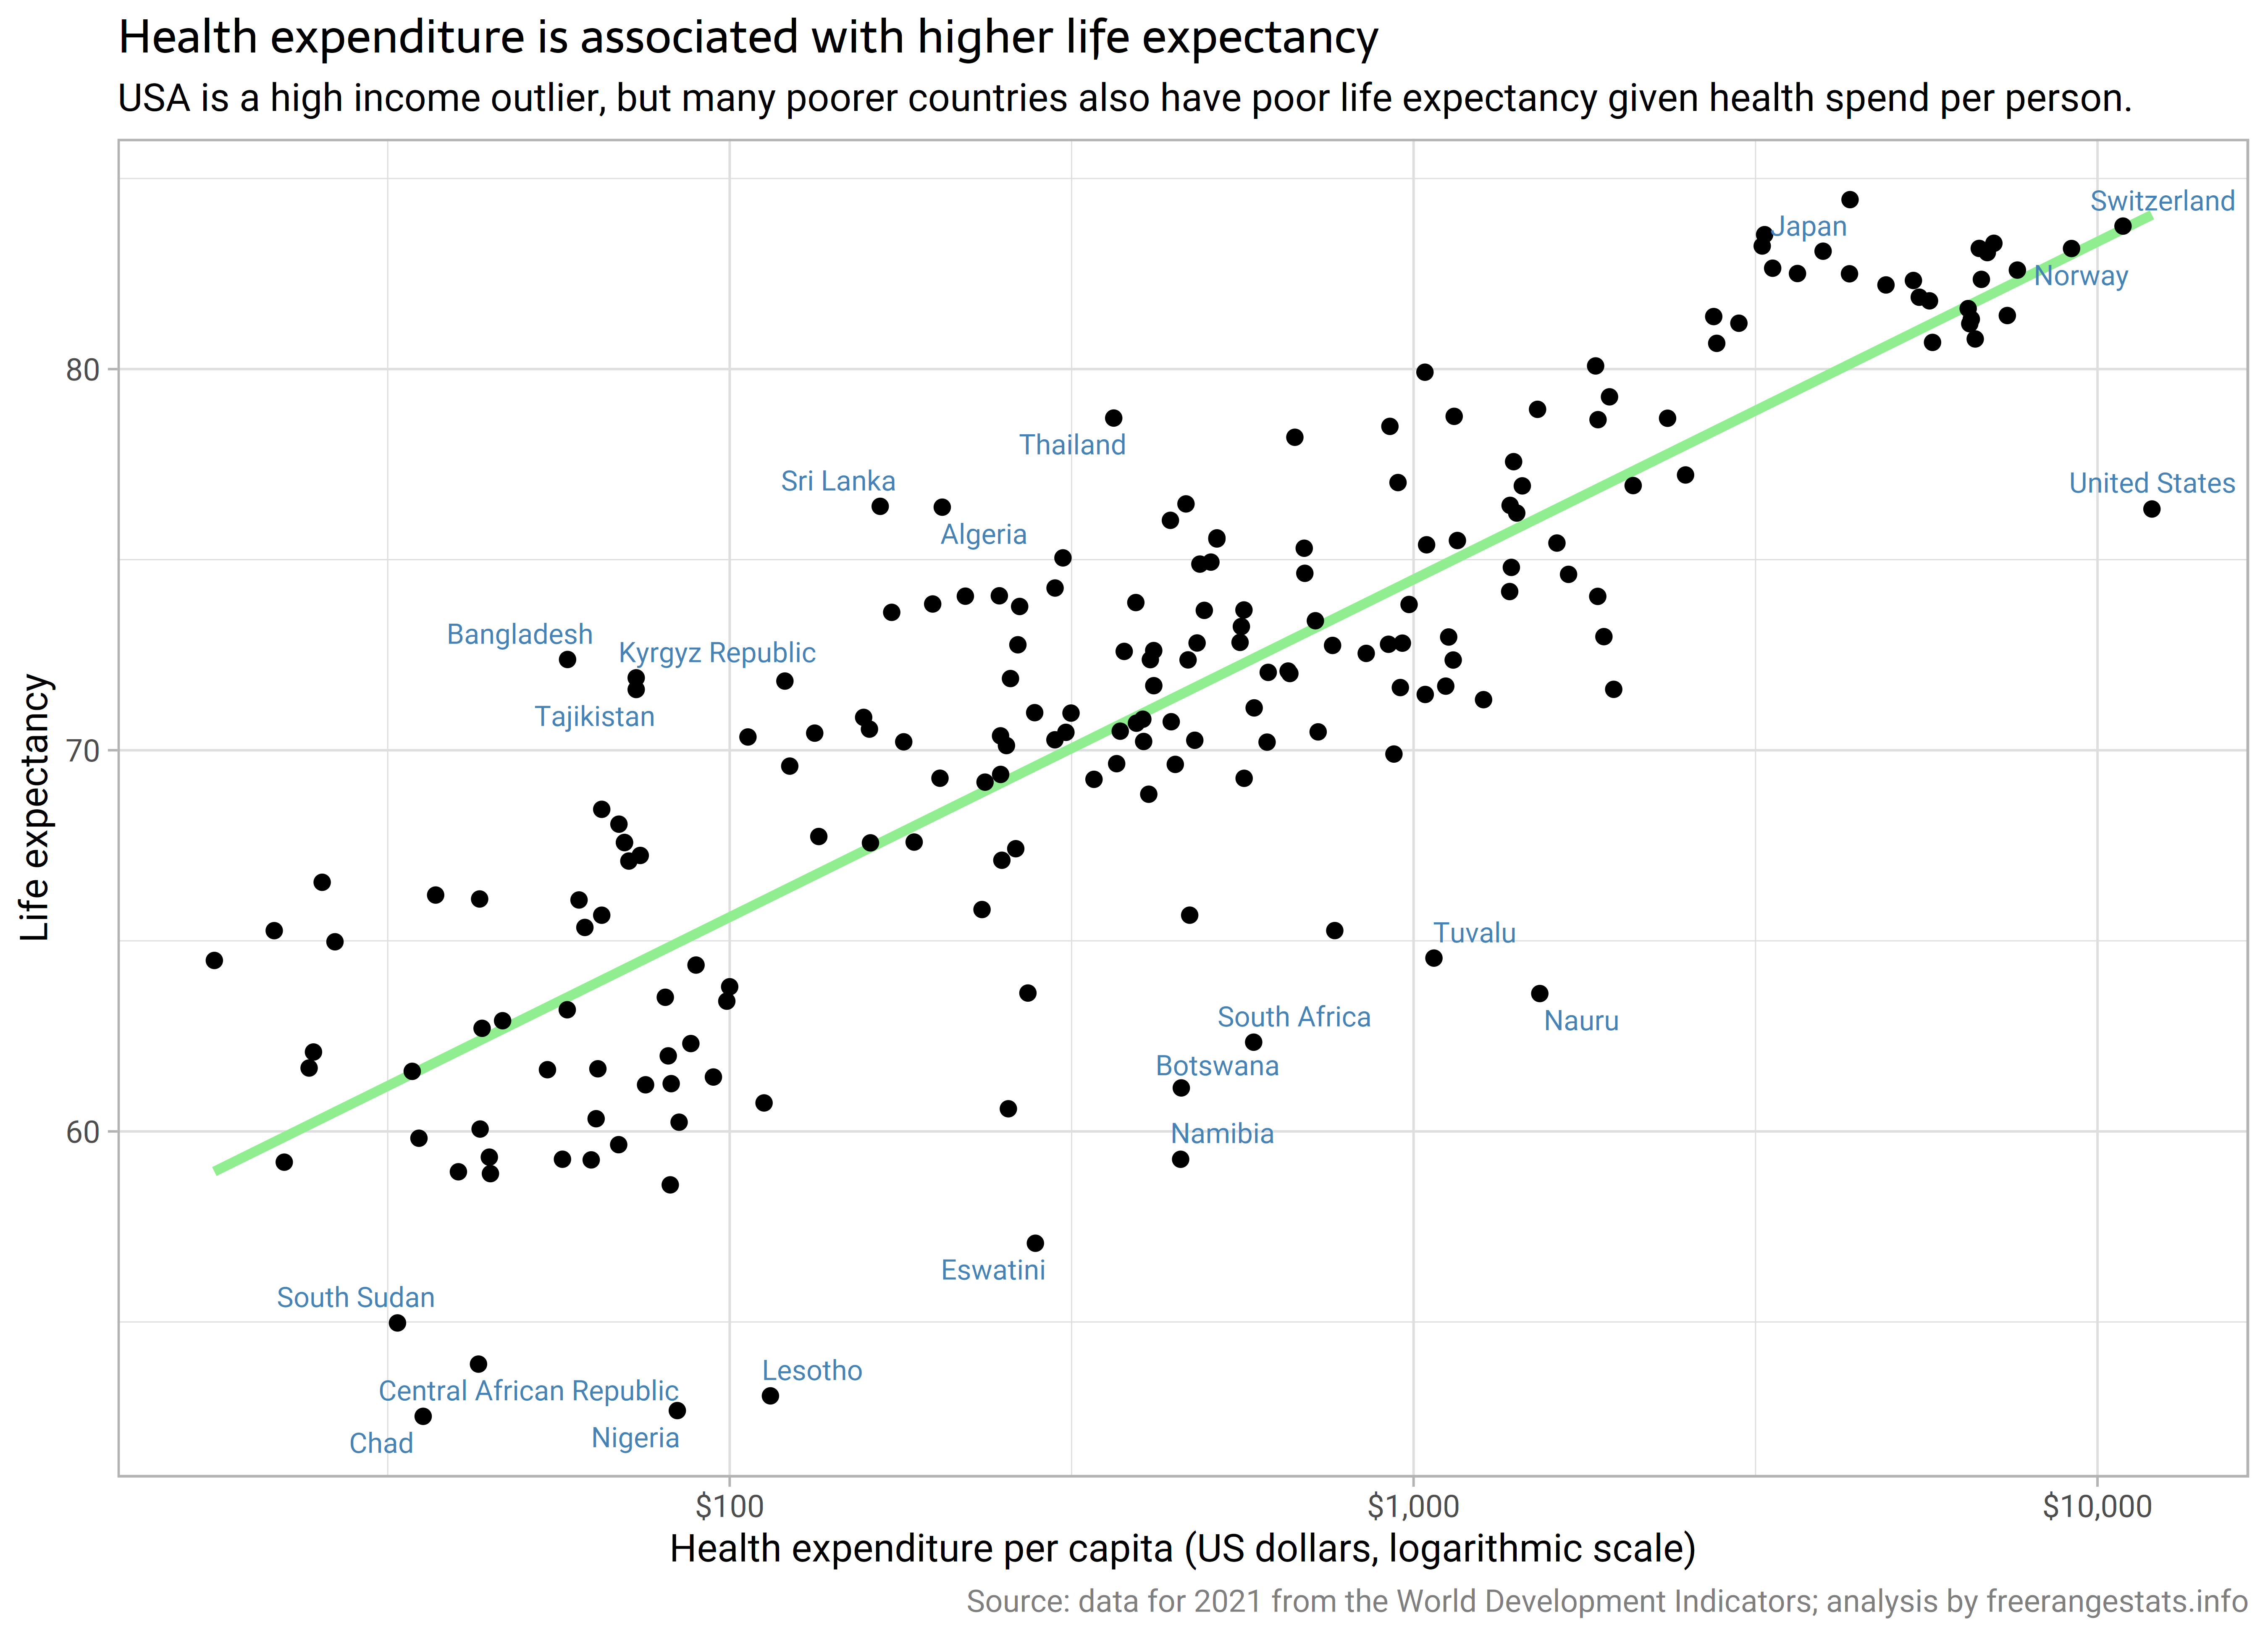 Health expenditure is associated with higher life expectancy
USA is a high income outlier, but many poorer countries also have poor life expectancy given health spend per person.
Switzerland
Japan
Norway
80
Thailand
Sri Lanka
United States
Algeria
Bangladesh
Kyrgyz Republic
Tajikistan
70
Life expectancy
Tuvalu
South Africa
Nauru
Botswana
60
Namibia
Eswatini
South Sudan
Lesotho
Central African Republic
Nigeria
Chad
$100
$1,000
$10,000
Health expenditure per capita (US dollars, logarithmic scale)
Source: data for 2021 from the World Development Indicators; analysis by freerangestats.info